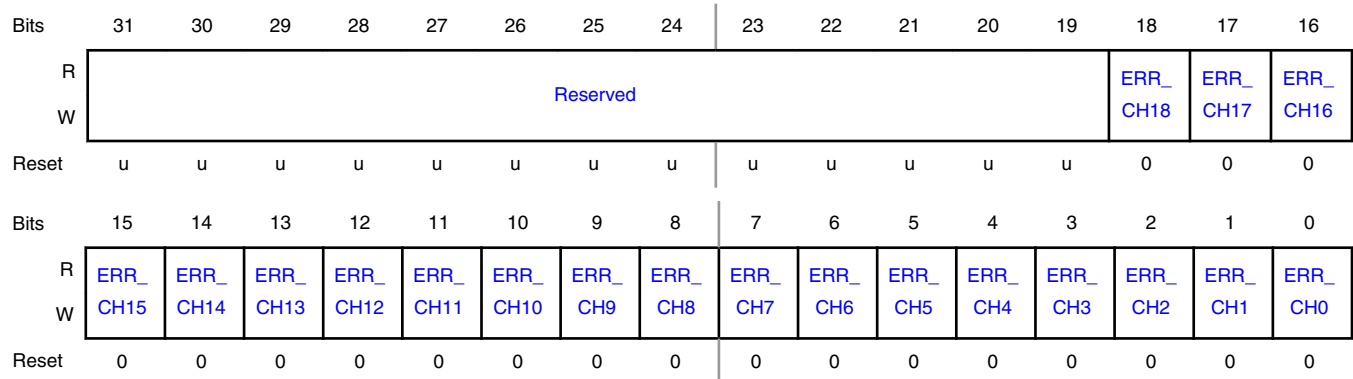 Bits 31 30 29 28 27 26 25 24 23 22 21 20 19 18 17 16
R ERR_ ERR_ ERR_
Reserved
W CH18 CH17 CH16
Reset u u u u u u u u u u u u u 0 0 0
Bits 15 14 13 12 11 10 9 8 7 6 5 4 3 2 1 0
R ERR_ ERR_ ERR_ ERR_ ERR_ ERR_ ERR_ ERR_ ERR_ ERR_ ERR_ ERR_ ERR_ ERR_ ERR_ ERR_
W CH15 CH14 CH13 CH12 CH11 CH10 CH9 CH8 CH7 CH6 CH5 CH4 CH3 CH2 CH1 CH0
Reset 0 0 0 0 0 0 0 0 0 0 0 0 0 0 0 0